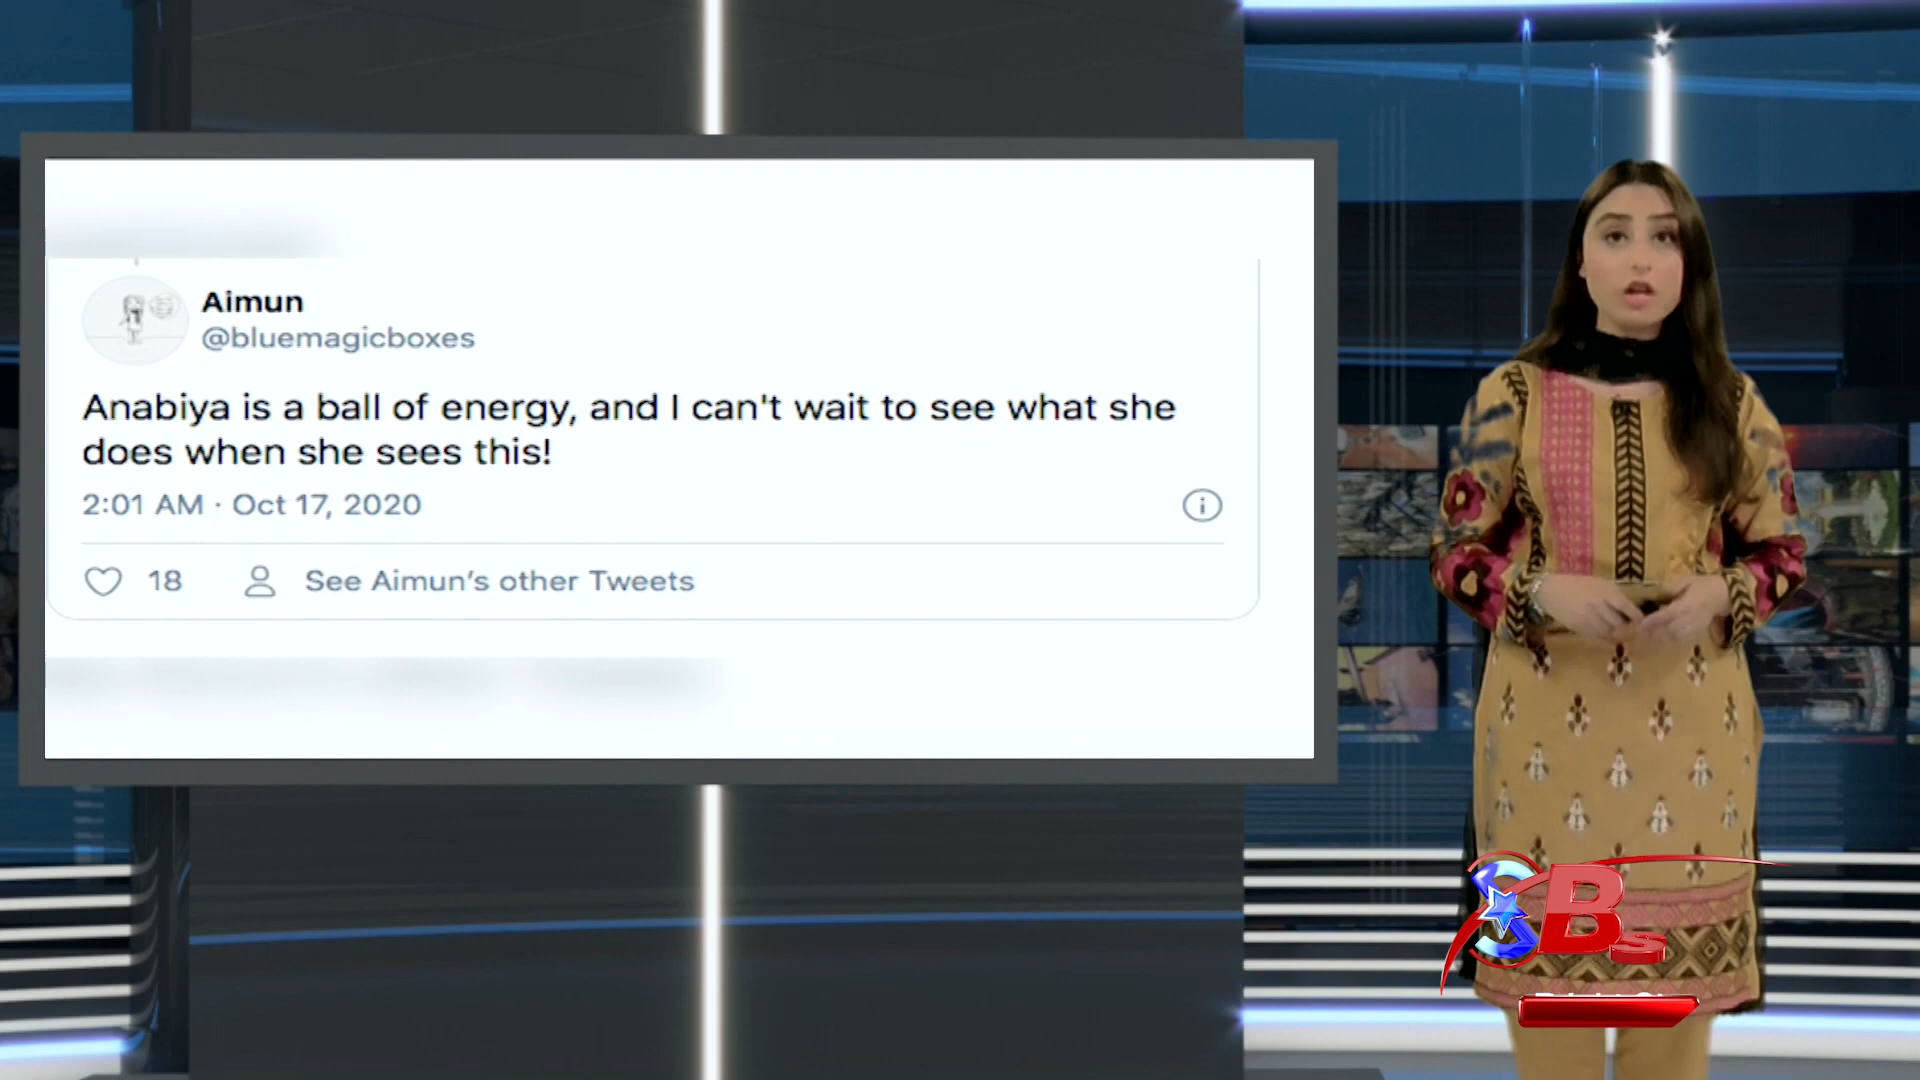 Aimun
@bluemagicboxes
Anabiya is a ball of energy, and I can't wait to see what she
does when she sees this!
2:01 AM · Oct 17, 2020
18
See Aimun's other Tweets
SBs